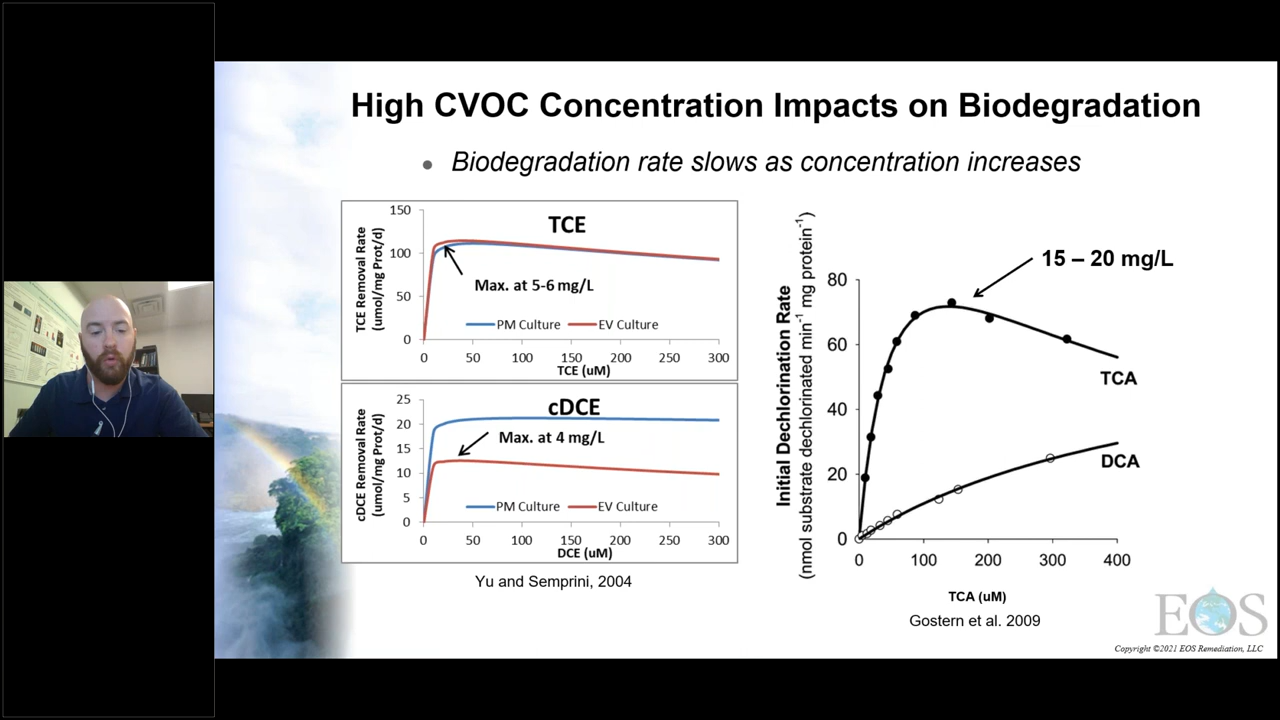 High CVOC Concentration Impacts on Biodegradation
• Biodegradation rate slows as concentration increases
TCE
TCE Removal Rate
(umol/mg Prot/d)
150
100
50
0
Max. at 5-6 mg/L
PM Culture EV Culture
0 50 100 150 200 250 300
TCE (uM)
cDCE
cDCE Removal Rate
(umol/mg Prot/d)
25
20
15
10
5
0
Max. at 4 mg/L
PM Culture EV Culture
0 50 100 150 200 250 300
DCE (uM)
Yu and Semprini, 2004
Initial Dechlorination Rate
(nmol substrate dechlorinated min-1 mg protein-1)
15 – 20 mg/L
80
60
40
20
0
TCA
DCA
0 100 200 300 400
TCA (uM)
Gostern et al. 2009
EOS
Copyright ©2021 EOS Remediation, LLC